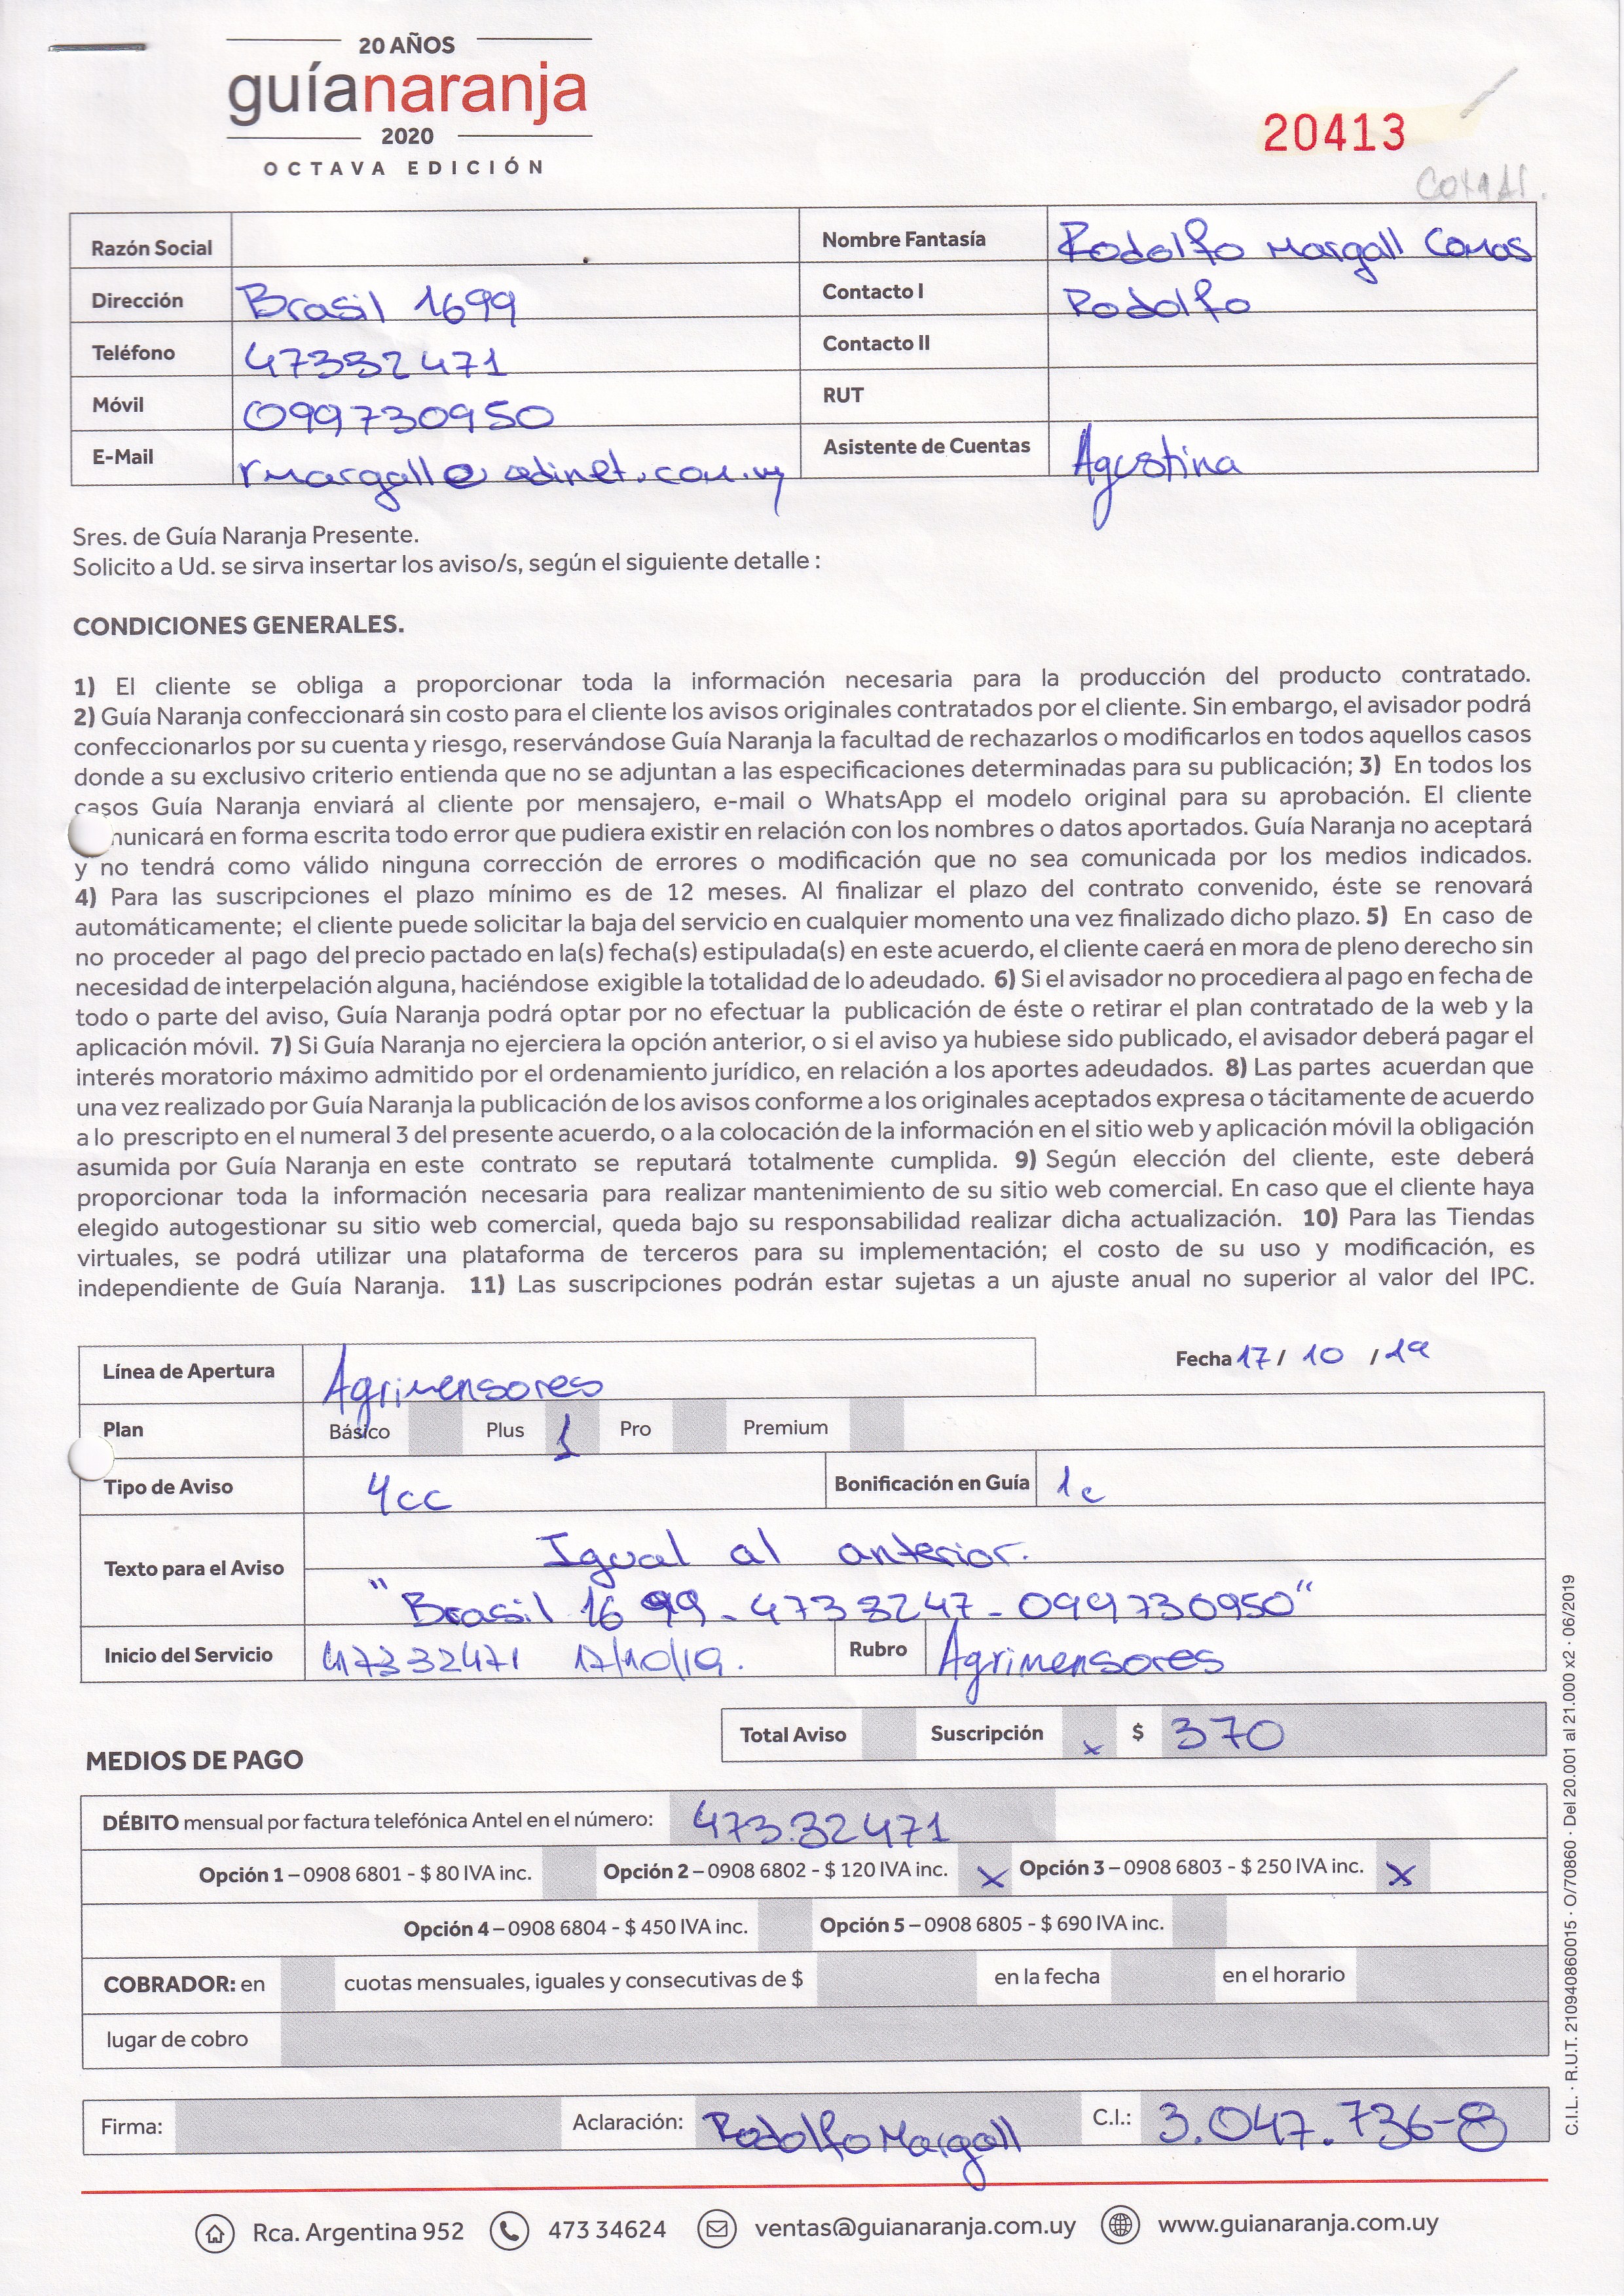 20 AÑOS
guíanaranja
2020
OCTAVA EDICIÓN
20413
Razón Social
Nombre Fantasía Rodolfo Margall Comas
Dirección Brasil 1699
Contacto I Rodolfo
Teléfono 47332471
Contacto II
Móvil 099730950
RUT
E-Mail rmargall@adinet.com.uy
Asistente de Cuentas Agostina
Sres. de Guía Naranja Presente.
Solicito a Ud. se sirva insertar los aviso/s, según el siguiente detalle :
CONDICIONES GENERALES.
1) El cliente se obliga a proporcionar toda la información necesaria para la producción del producto contratado.
2) Guía Naranja confeccionará sin costo para el cliente los avisos originales contratados por el cliente. Sin embargo, el avisador podrá
confeccionarlos por su cuenta y riesgo, reservándose Guía Naranja la facultad de rechazarlos o modificarlos en todos aquellos casos
donde a su exclusivo criterio entienda que no se adjuntan a las especificaciones determinadas para su publicación; 3) En todos los
casos Guía Naranja enviará al cliente por mensajero, e-mail o WhatsApp el modelo original para su aprobación. El cliente
municará en forma escrita todo error que pudiera existir en relación con los nombres o datos aportados. Guía Naranja no aceptará
y no tendrá como válido ninguna corrección de errores o modificación que no sea comunicada por los medios indicados.
4) Para las suscripciones el plazo mínimo es de 12 meses. Al finalizar el plazo del contrato convenido, éste se renovará
automáticamente; el cliente puede solicitar la baja del servicio en cualquier momento una vez finalizado dicho plazo. 5) En caso de
no proceder al pago del precio pactado en la(s) fecha(s) estipulada(s) en este acuerdo, el cliente caerá en mora de pleno derecho sin
necesidad de interpelación alguna, haciéndose exigible la totalidad de lo adeudado. 6) Si el avisador no procediera al pago en fecha de
todo o parte del aviso, Guía Naranja podrá optar por no efectuar la publicación de éste o retirar el plan contratado de la web y la
aplicación móvil. 7) Si Guía Naranja no ejerciera la opción anterior, o si el aviso ya hubiese sido publicado, el avisador deberá pagar el
interés moratorio máximo admitido por el ordenamiento jurídico, en relación a los aportes adeudados. 8) Las partes acuerdan que
una vez realizado por Guía Naranja la publicación de los avisos conforme a los originales aceptados expresa o tácitamente de acuerdo
a lo prescripto en el numeral 3 del presente acuerdo, o a la colocación de la información en el sitio web y aplicación móvil la obligación
asumida por Guía Naranja en este contrato se reputará totalmente cumplida. 9) Según elección del cliente, este deberá
proporcionar toda la información necesaria para realizar mantenimiento de su sitio web comercial. En caso que el cliente haya
elegido autogestionar su sitio web comercial, queda bajo su responsabilidad realizar dicha actualización. 10) Para las Tiendas
virtuales, se podrá utilizar una plataforma de terceros para su implementación; el costo de su uso y modificación, es
independiente de Guía Naranja. 11) Las suscripciones podrán estar sujetas a un ajuste anual no superior al valor del IPC.
Línea de Apertura Agrimensores
Fecha 17/ 10 /19
Plan Básico Plus 1 Pro Premium
Tipo de Aviso 4cc Bonificación en Guía 1c
Texto para el Aviso
Igual al anterior.
"Brasil 1699 - 4733247 - 099730950"
Inicio del Servicio 47332471 17/10/19. Rubro Agrimensores
Total Aviso Suscripción x $ 370
MEDIOS DE PAGO
DÉBITO mensual por factura telefónica Antel en el número: 473.32471
Opción 1 – 0908 6801 - $ 80 IVA inc. Opción 2 – 0908 6802 - $ 120 IVA inc. x Opción 3 – 0908 6803 - $ 250 IVA inc. x
Opción 4 – 0908 6804 - $ 450 IVA inc. Opción 5 – 0908 6805 - $ 690 IVA inc.
COBRADOR: en cuotas mensuales, iguales y consecutivas de $ en la fecha en el horario
lugar de cobro
Firma: Aclaración: Rodolfo Margall C.I.: 3.047.736-8
Rca. Argentina 952 473 34624 ventas@guianaranja.com.uy www.guianaranja.com.uy
C.I.L. · R.U.T. 210940860015 · O/70860 · Del 20.001 al 21.000 x2 · 06/2019